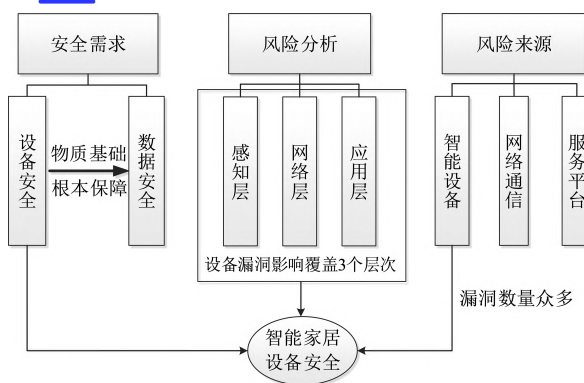 安全需求
风险分析
风险来源
设备安全
物质基础
根本保障
数据安全
感知层
网络层
应用层
设备漏洞影响覆盖3个层次
智能设备
网络通信
服务平台
漏洞数量众多
智能家居
设备安全